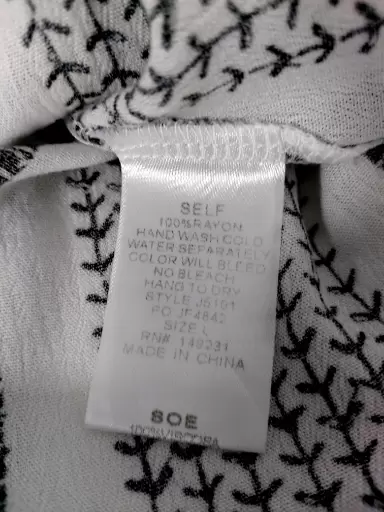 SELF
100% RAYON
HAND WASH COLD
WATER SEPARATELY
COLOR WILL BLEED
NO BLEACH
HANG TO DRY
STYLE J5191
PO JF4842
SIZE L
RN# 149231
MADE IN CHINA
SOE